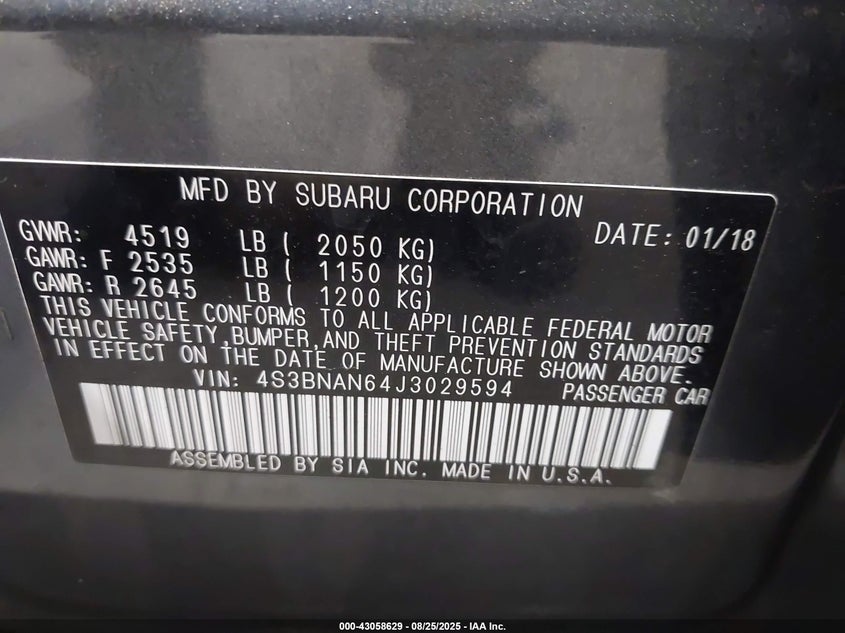 MFD BY SUBARU CORPORATION
DATE: 01/18
GVWR: 4519 LB ( 2050 KG)
GAWR: F 2535 LB ( 1150 KG)
GAWR: R 2645 LB ( 1200 KG)
THIS VEHICLE CONFORMS TO ALL APPLICABLE FEDERAL MOTOR
VEHICLE SAFETY,BUMPER,AND THEFT PREVENTION STANDARDS
IN EFFECT ON THE DATE OF MANUFACTURE SHOWN ABOVE.
VIN: 4S3BNAN64J3029594 PASSENGER CAR
ASSEMBLED BY SIA INC. MADE IN U.S.A.
000-43058629 - 08/25/2025 - IAA Inc.